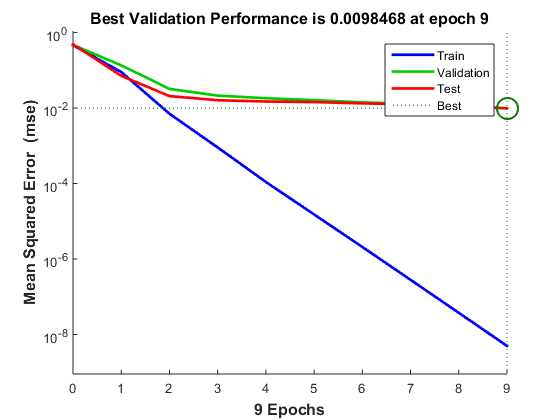 Best Validation Performance is 0.0098468 at epoch 9
Mean Squared Error  (mse)
10^0
10^-2
10^-4
10^-6
10^-8
Train
Validation
Test
Best
0 1 2 3 4 5 6 7 8 9
9 Epochs